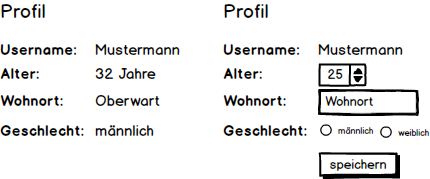 Profil
Username: Mustermann
Alter: 32 Jahre
Wohnort: Oberwart
Geschlecht: männlich
Profil
Username: Mustermann
Alter: 25
Wohnort: Wohnort
Geschlecht: männlich weiblich
speichern